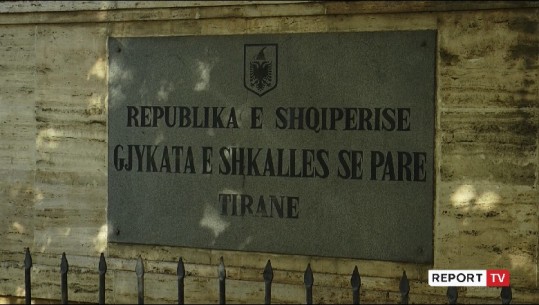 REPUBLIKA E SHQIPERISE
GJYKATA E SHKALLES SE PARE
TIRANE
REPORT TV